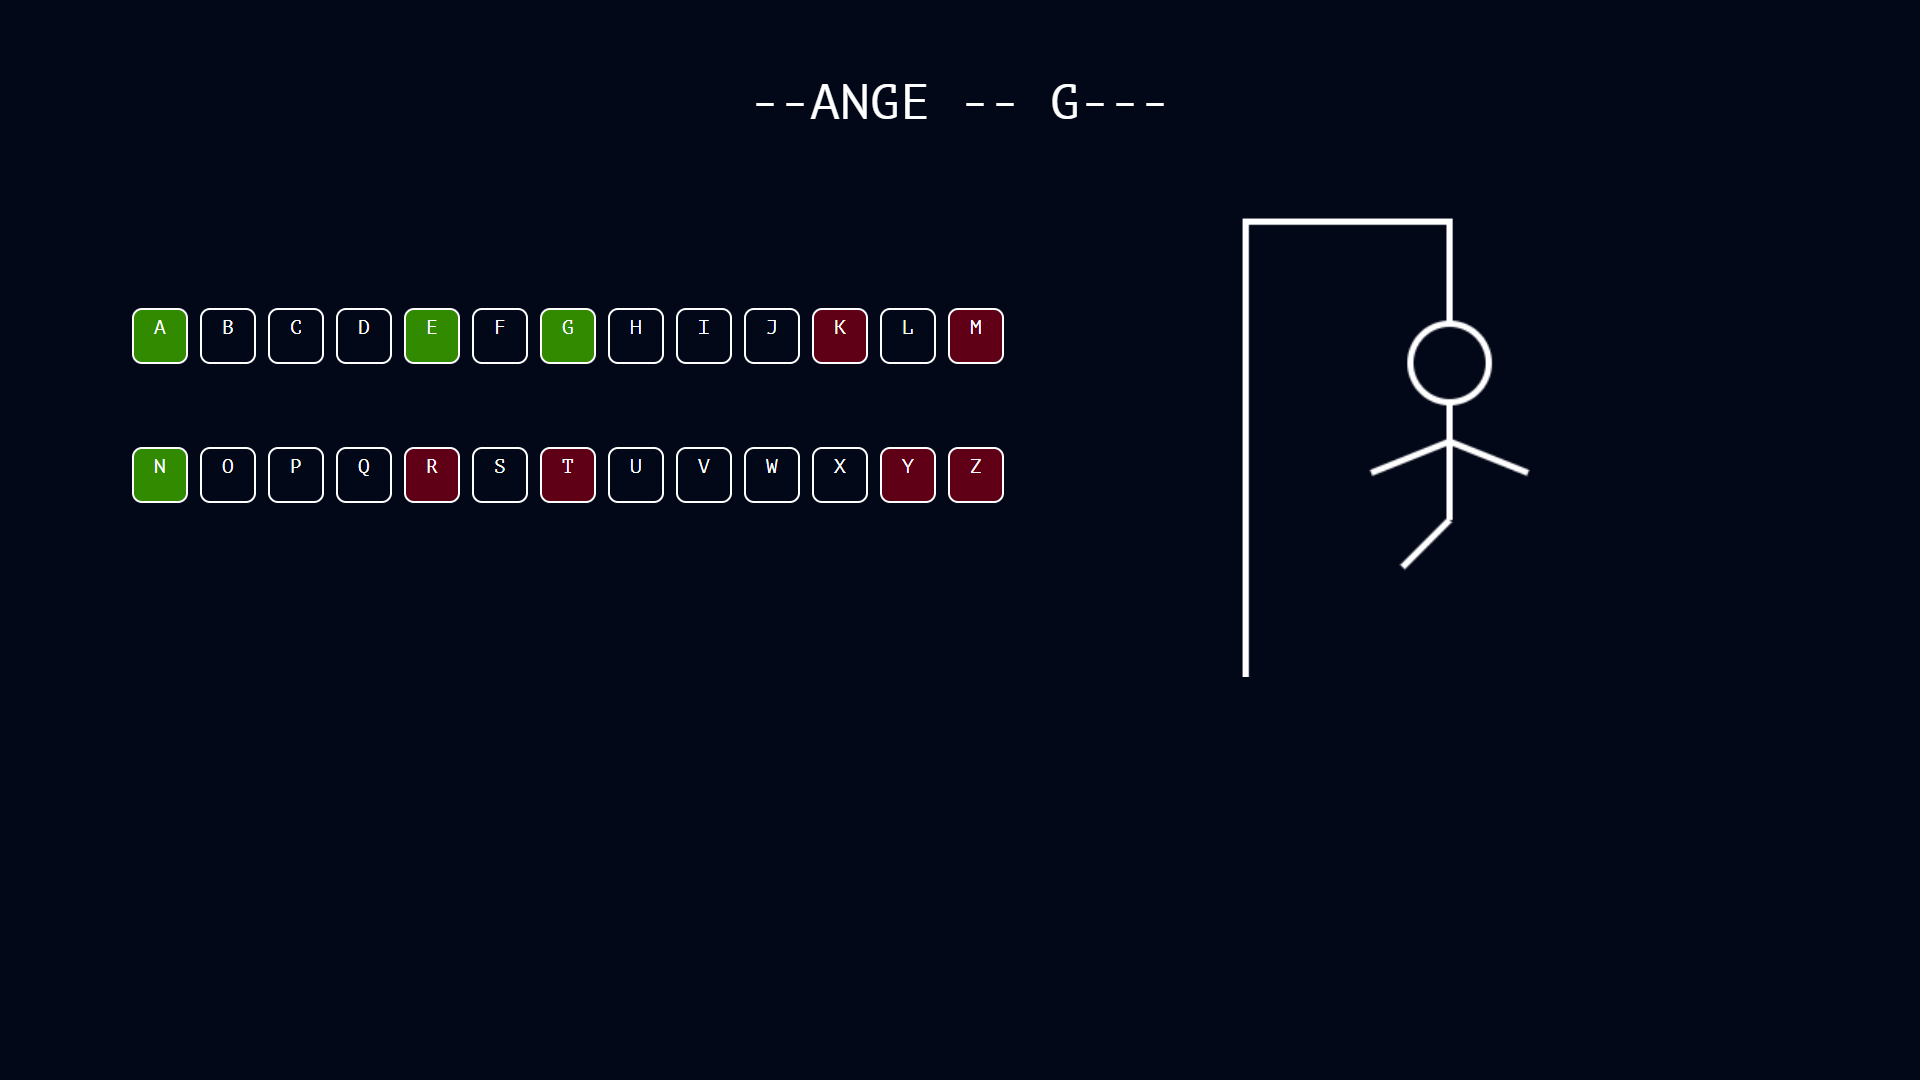 --ANGE -- G---
A B C D E F G H I J K L M
N O P Q R S T U V W X Y Z